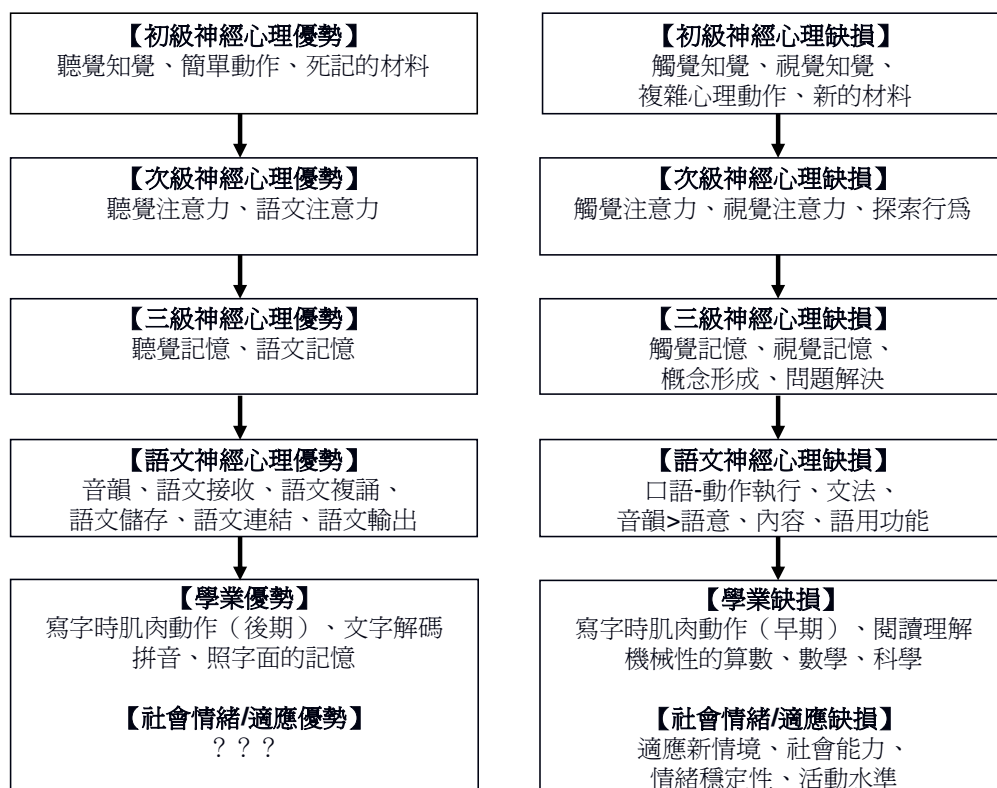 【初級神經心理優勢】
聽覺知覺、簡單動作、死記的材料
【次級神經心理優勢】
聽覺注意力、語文注意力
【三級神經心理優勢】
聽覺記憶、語文記憶
【語文神經心理優勢】
音韻、語文接收、語文複誦、
語文儲存、語文連結、語文輸出
【學業優勢】
寫字時肌肉動作（後期）、文字解碼
拚音、照字面的記憶
【社會情緒/適應優勢】
？？？
【初級神經心理缺損】
觸覺知覺、視覺知覺、
複雜心理動作、新的材料
【次級神經心理缺損】
觸覺注意力、視覺注意力、探索行為
【三級神經心理缺損】
觸覺記憶、視覺記憶、
概念形成、問題解決
【語文神經心理缺損】
口語-動作執行、文法、
音韻>語意、內容、語用功能
【學業缺損】
寫字時肌肉動作（早期）、閱讀理解
機械性的算數、數學、科學
【社會情緒/適應缺損】
適應新情境、社會能力、
情緒穩定性、活動水準